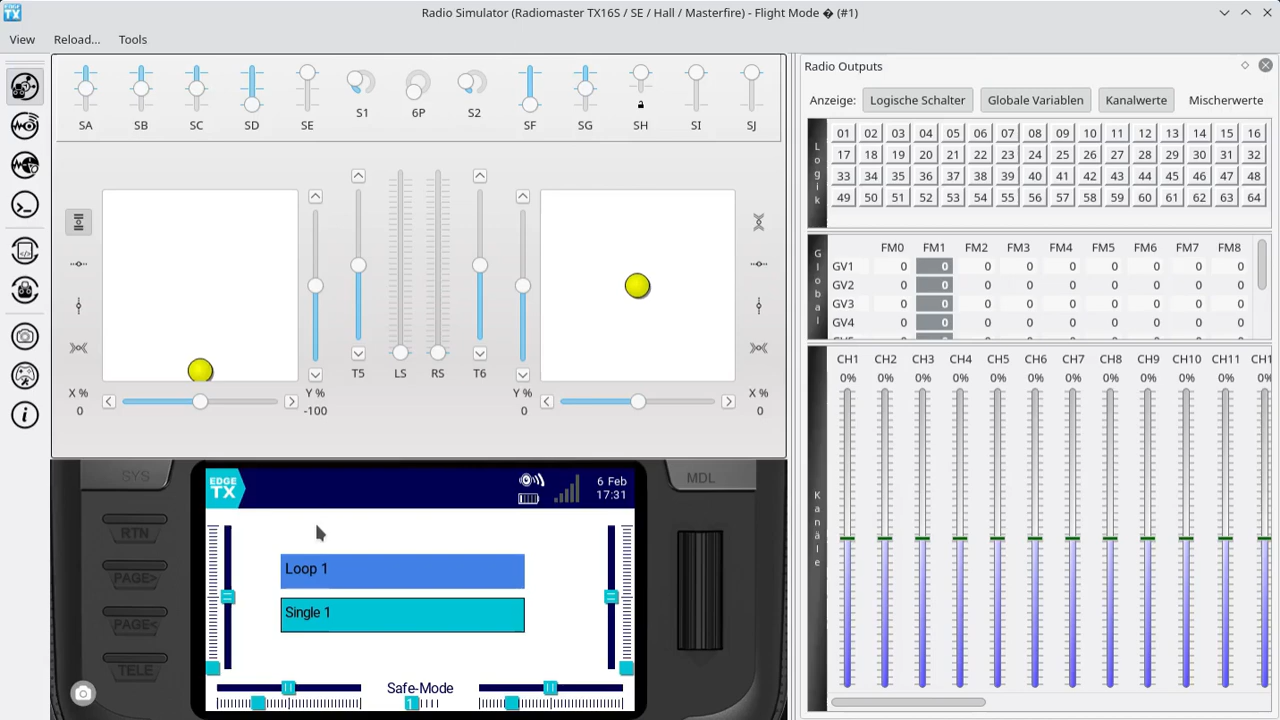 Radio Simulator (Radiomaster TX16S / SE / Hall / Masterfire) - Flight Mode � (#1)
View Reload... Tools
SA SB SC SD SE S1 6P S2 SF SG SH SI SJ
T5 LS RS T6
X %
0
Y %
-100
Y %
0
X %
0
SYS
RTN
PAGE>
PAGE<
TELE
MDL
EDGE
TX
6 Feb
17:31
Loop 1
Single 1
Safe-Mode
1
Radio Outputs
Anzeige: Logische Schalter Globale Variablen Kanalwerte Mischerwerte
Logik
01 02 03 04 05 06 07 08 09 10 11 12 13 14 15 16
17 18 19 20 21 22 23 24 25 26 27 28 29 30 31 32
33 34 35 36 37 38 39 40 41 42 43 44 45 46 47 48
49 50 51 52 53 54 55 56 57 58 59 60 61 62 63 64
Global
FM0 FM1 FM2 FM3 FM4 FM5 FM6 FM7 FM8
GV1 0 0 0 0 0 0 0 0 0
GV2 0 0 0 0 0 0 0 0 0
GV3 0 0 0 0 0 0 0 0 0
GV4 0 0 0 0 0 0 0 0 0
Kanäle
CH1 CH2 CH3 CH4 CH5 CH6 CH7 CH8 CH9 CH10 CH11 CH1
0% 0% 0% 0% 0% 0% 0% 0% 0% 0% 0% 0%